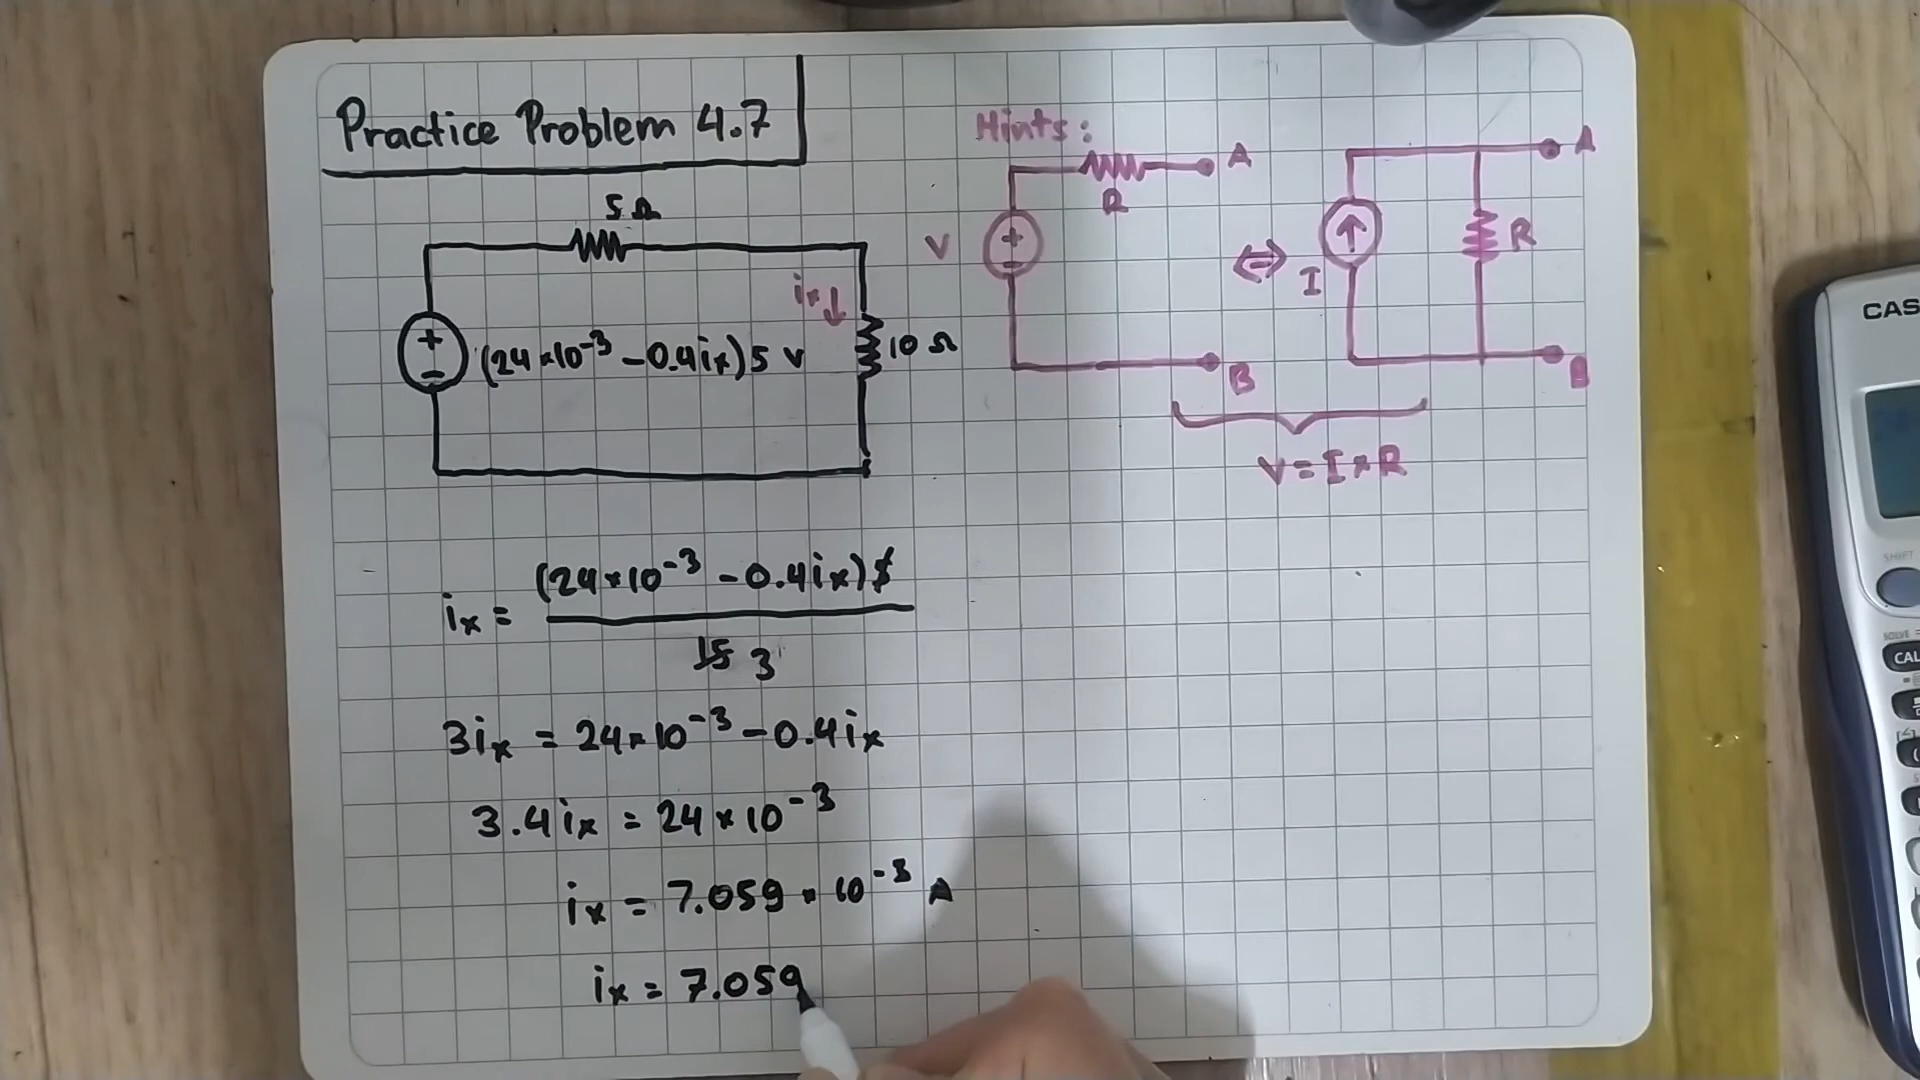 Practice Problem 4.7
5 Ω
(24×10⁻³ -0.4ix)5 V
ix↓
10 Ω
Hints:
V
+
-
R
A
B
⇔
I
R
A
B
V=I×R
ix = (24×10⁻³ -0.4ix)5
15 3
3ix = 24×10⁻³ -0.4ix
3.4ix = 24×10⁻³
ix = 7.059 × 10⁻³ A
ix = 7.059
CAS
SHIFT
SOLVE =
CAL